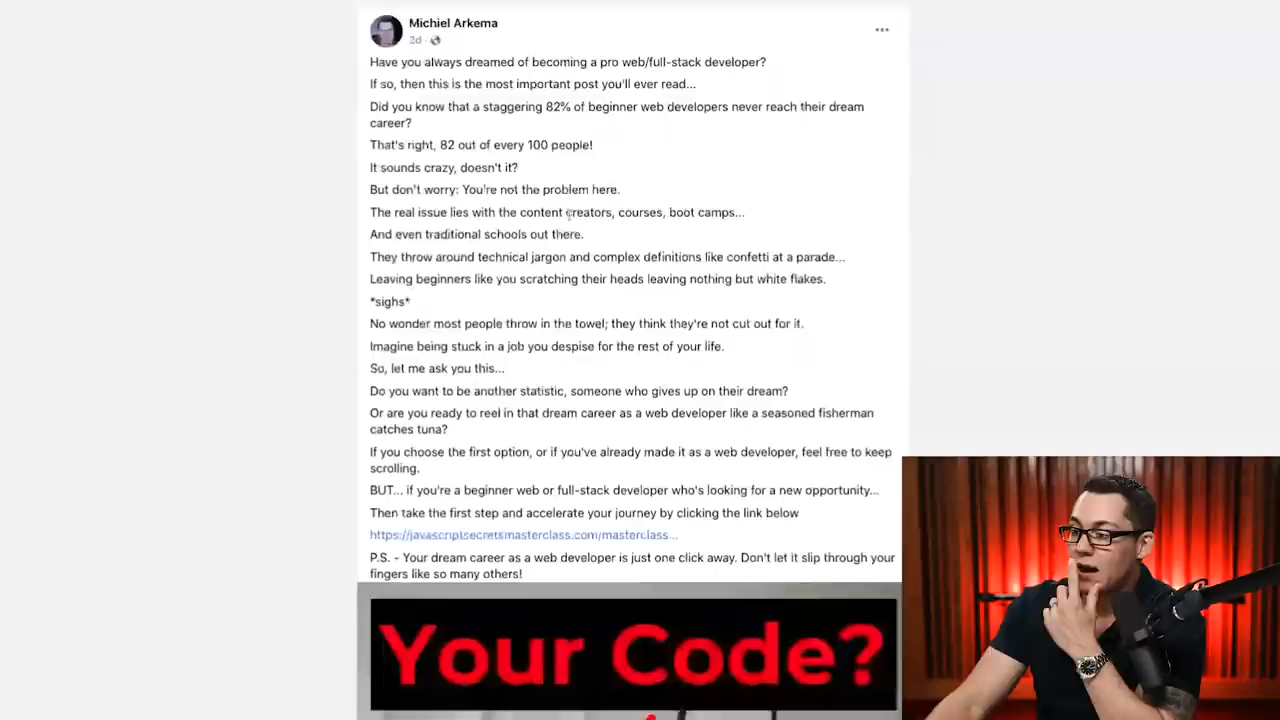 Michiel Arkema
2d
Have you always dreamed of becoming a pro web/full-stack developer?
If so, then this is the most important post you'll ever read...
Did you know that a staggering 82% of beginner web developers never reach their dream
career?
That's right, 82 out of every 100 people!
It sounds crazy, doesn't it?
But don't worry: You're not the problem here.
The real issue lies with the content creators, courses, boot camps...
And even traditional schools out there.
They throw around technical jargon and complex definitions like confetti at a parade...
Leaving beginners like you scratching their heads leaving nothing but white flakes.
*sighs*
No wonder most people throw in the towel; they think they're not cut out for it.
Imagine being stuck in a job you despise for the rest of your life.
So, let me ask you this...
Do you want to be another statistic, someone who gives up on their dream?
Or are you ready to reel in that dream career as a web developer like a seasoned fisherman
catches tuna?
If you choose the first option, or if you've already made it as a web developer, feel free to keep
scrolling.
BUT... if you're a beginner web or full-stack developer who's looking for a new opportunity...
Then take the first step and accelerate your journey by clicking the link below
https://javascriptsecretsmasterclass.com/masterclass...
P.S. - Your dream career as a web developer is just one click away. Don't let it slip through your
fingers like so many others!
Your Code?